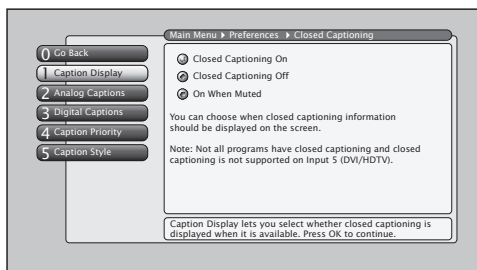 Main Menu Preferences Closed Captioning
0 Go Back
1 Caption Display
2 Analog Captions
3 Digital Captions
4 Caption Priority
5 Caption Style
Closed Captioning On
Closed Captioning Off
On When Muted
You can choose when closed captioning information
should be displayed on the screen.
Note: Not all programs have closed captioning and closed
captioning is not supported on Input 5 (DVI/HDTV).
Caption Display lets you select whether closed captioning is
displayed when it is available. Press OK to continue.